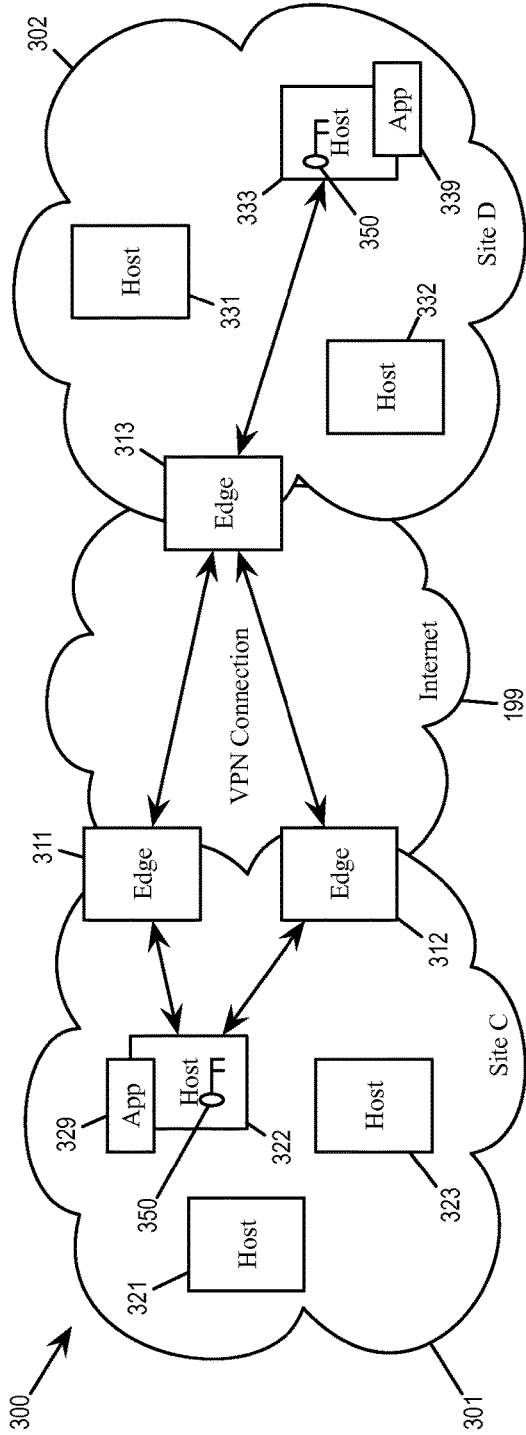 300
301
Site C
321
Host
350
329
App
Host
322
Host
323
311
Edge
Edge
312
VPN Connection
Internet
199
313
Edge
302
Host
331
Host
332
333
Host
350
App
339
Site D